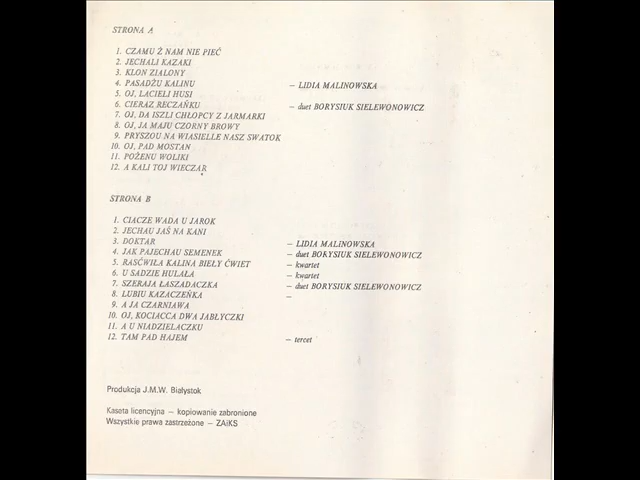 STRONA A
1. CZAMU Ż NAM NIE PIEĆ
2. JECHALI KAZAKI
3. KLON ZIALONY
4. PASADŻU KALINU – LIDIA MALINOWSKA
5. OJ, LACIELI HUSI
6. CIERAZ RECZAŃKU – duet BORYSIUK SIELEWONOWICZ
7. OJ, DA ISZLI CHŁOPCY Z JARMARKI
8. OJ, JA MAJU CZORNY BROWY
9. PRYSZOU NA WIASIELLE NASZ SWATOK
10. OJ, PAD MOSTAN
11. POŻENU WOLIKI
12. A KALI TOJ WIECZAR
STRONA B
1. CIACZE WADA U JAROK
2. JECHAU JAŚ NA KANI
3. DOKTAR – LIDIA MALINOWSKA
4. JAK PAJECHAU SEMENEK – duet BORYSIUK SIELEWONOWICZ
5. RASĆWIŁA KALINA BIEŁY ĆWIET – kwartet
6. U SADZIE HULAŁA – kwartet
7. SZERAJA ŁASZADACZKA – duet BORYSIUK SIELEWONOWICZ
8. LUBIU KAZACZEŃKA –
9. A JA CZARNIAWA
10. OJ, KOCIACCA DWA JABŁYCZKI
11. A U NIADZIELACZKU
12. TAM PAD HAJEM – tercet
Produkcja J.M.W. Białystok
Kaseta licencyjna – kopiowanie zabronione
Wszystkie prawa zastrzeżone – ZAiKS